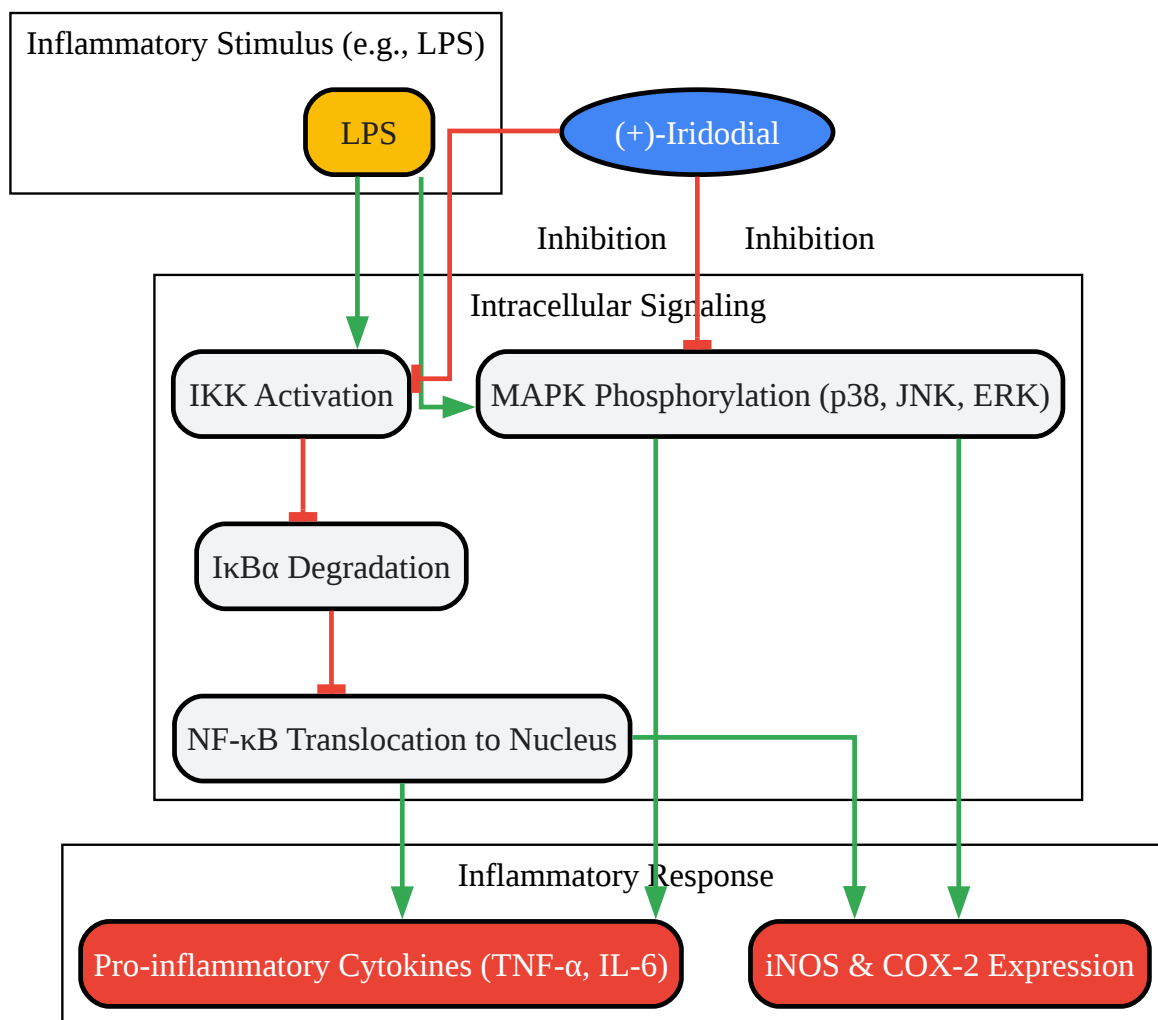 Inflammatory Stimulus (e.g., LPS)
LPS
(+)-Iridodial
Inhibition
Inhibition
Intracellular Signaling
IKK Activation
MAPK Phosphorylation (p38, JNK, ERK)
IκBα Degradation
NF-κB Translocation to Nucleus
Inflammatory Response
Pro-inflammatory Cytokines (TNF-α, IL-6)
iNOS & COX-2 Expression